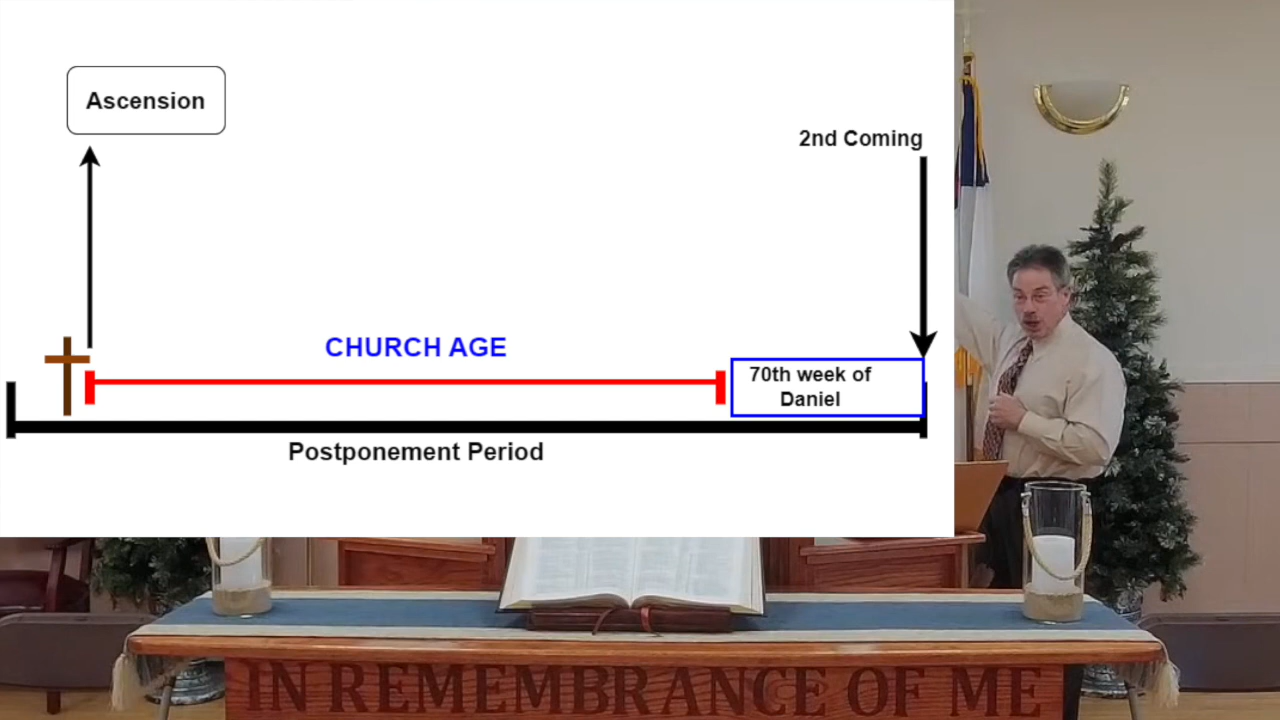 Ascension
2nd Coming
CHURCH AGE
70th week of
Daniel
Postponement Period
IN REMEMBRANCE OF ME